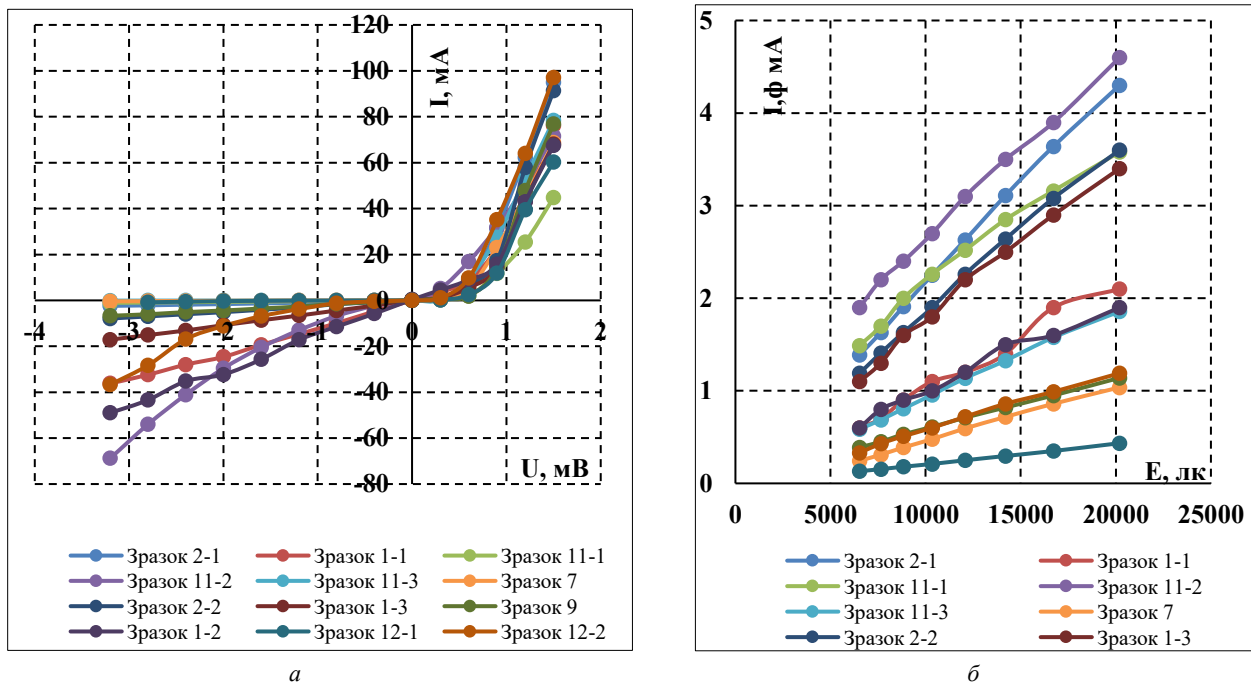 120
100
80
60
40
20
0
-20
-40
-60
-80
-4 -3 -2 -1 0 1 2
I, мА
U, мВ
Зразок 2-1 Зразок 1-1 Зразок 11-1
Зразок 11-2 Зразок 11-3 Зразок 7
Зразок 2-2 Зразок 1-3 Зразок 9
Зразок 1-2 Зразок 12-1 Зразок 12-2
а
5
4
3
2
1
0
I,ф мА
E, лк
0 5000 10000 15000 20000 25000
Зразок 2-1 Зразок 1-1
Зразок 11-1 Зразок 11-2
Зразок 11-3 Зразок 7
Зразок 2-2 Зразок 1-3
б